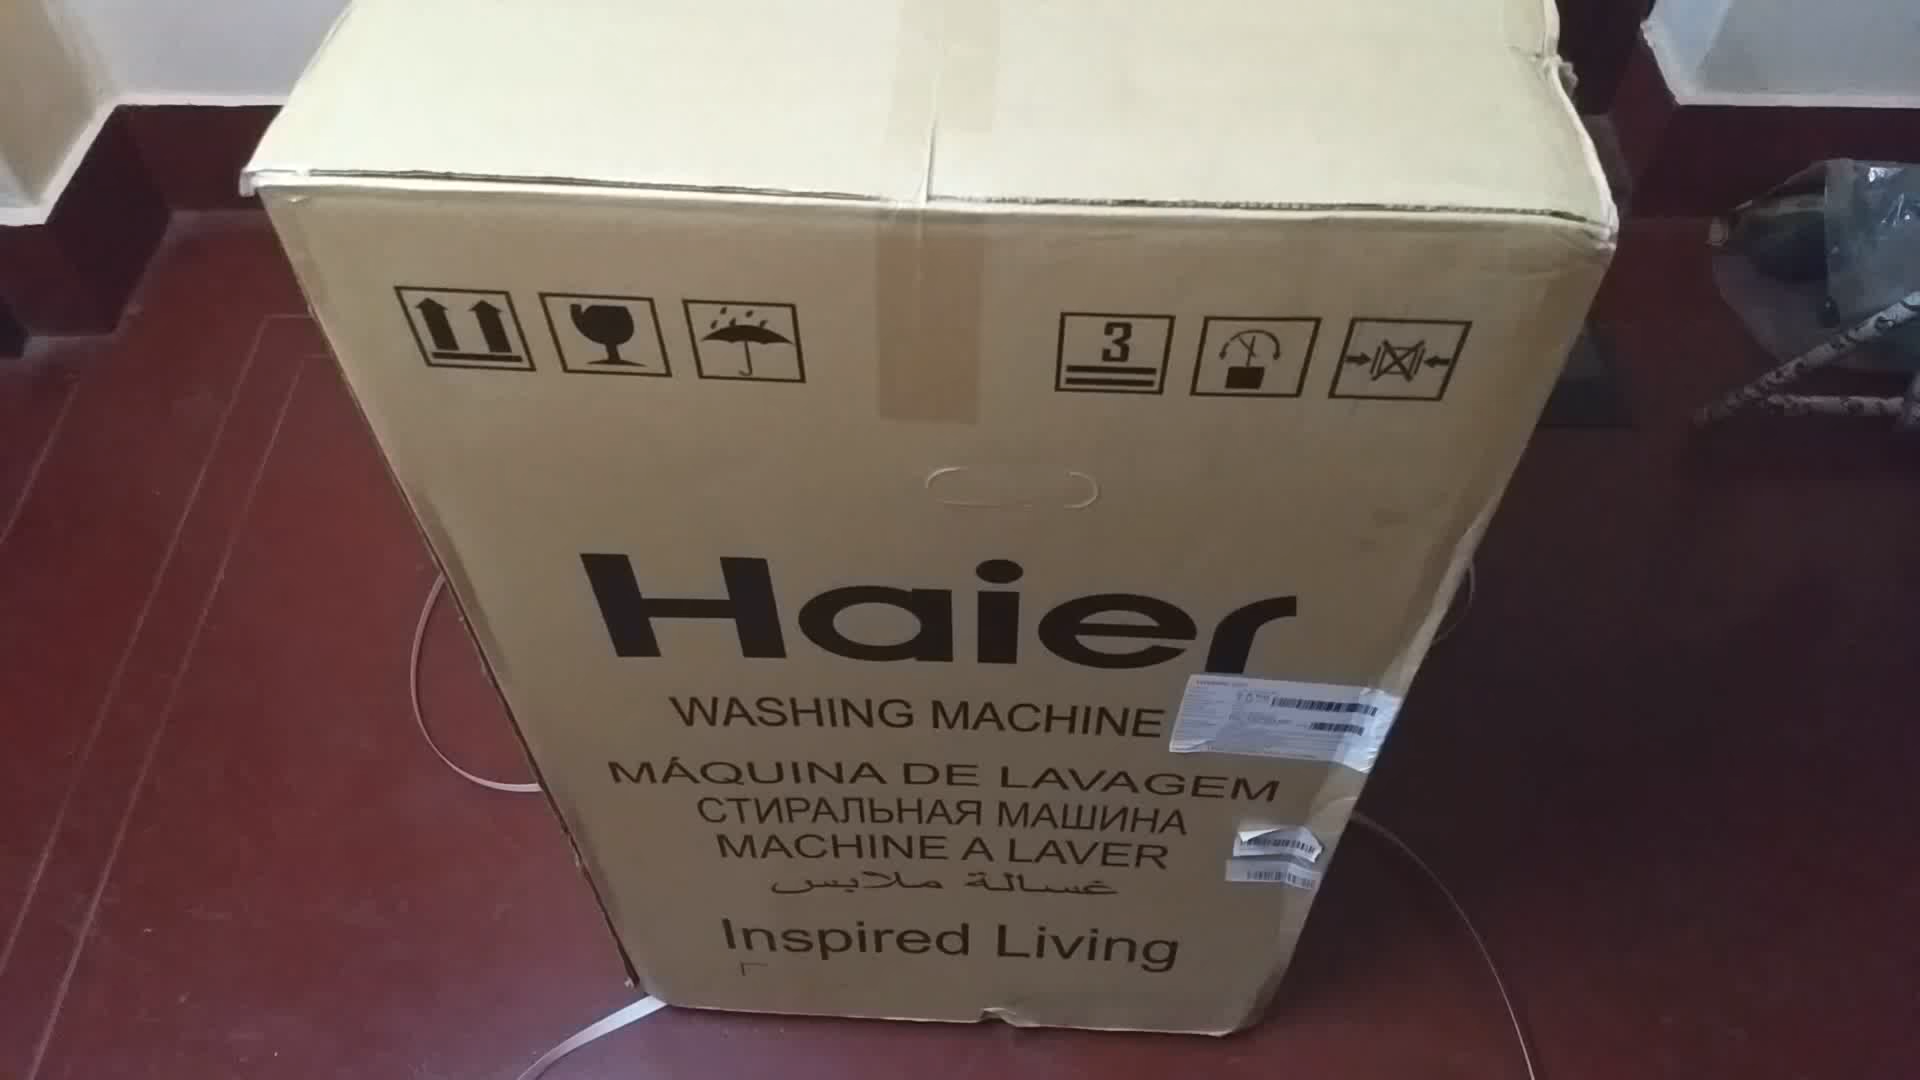 3
Haier
WASHING MACHINE
MÁQUINA DE LAVAGEM
СТИРАЛЬНАЯ МАШИНА
MACHINE A LAVER
غسالة ملابس
Inspired Living